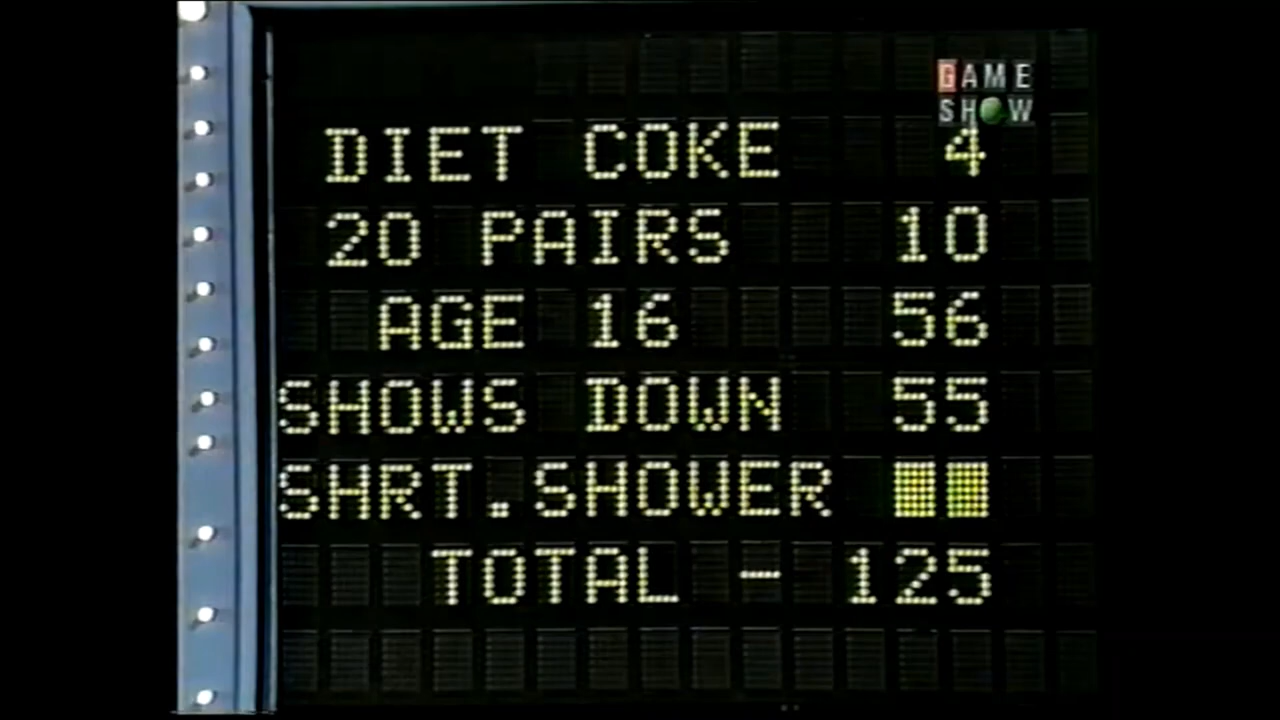 GAME
SHOW
DIET COKE 4
20 PAIRS 10
AGE 16 56
SHOWS DOWN 55
SHRT.SHOWER
TOTAL - 125